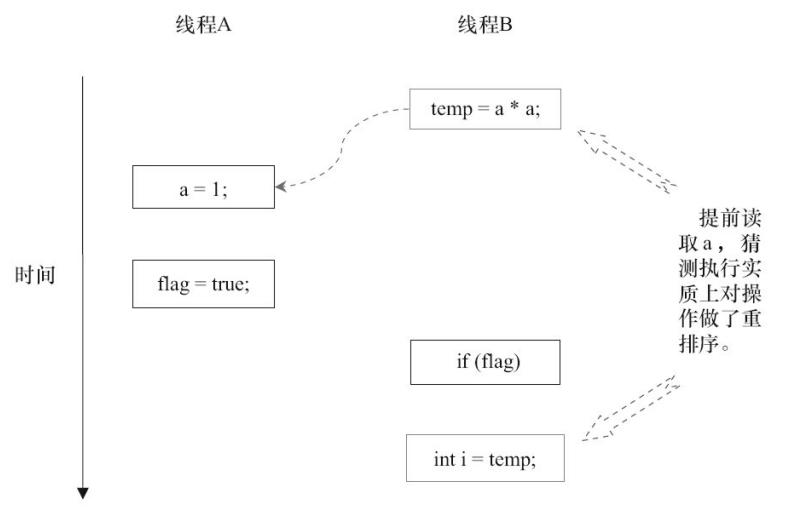 线程A
线程B
temp = a * a;
a = 1;
提前读
取 a ，猜
测执行实
质上对操
作做了重
排序。
时间
flag = true;
if (flag)
int i = temp;